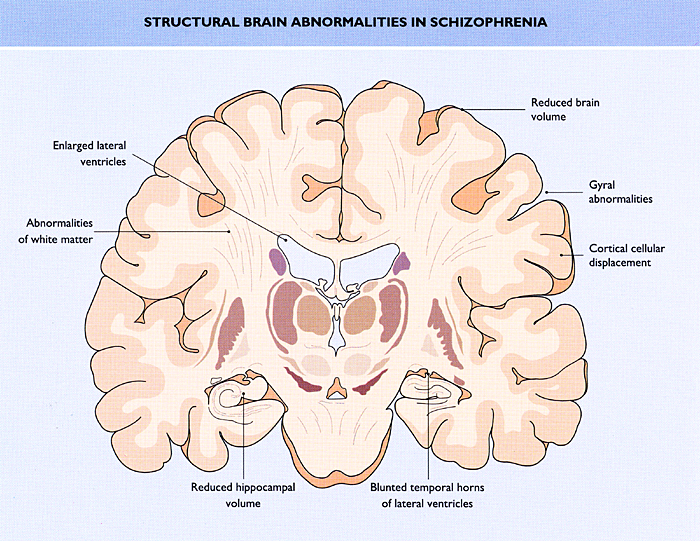 STRUCTURAL BRAIN ABNORMALITIES IN SCHIZOPHRENIA
Reduced brain
volume
Enlarged lateral
ventricles
Gyral
abnormalities
Abnormalities
of white matter
Cortical cellular
displacement
Reduced hippocampal
volume
Blunted temporal horns
of lateral ventricles